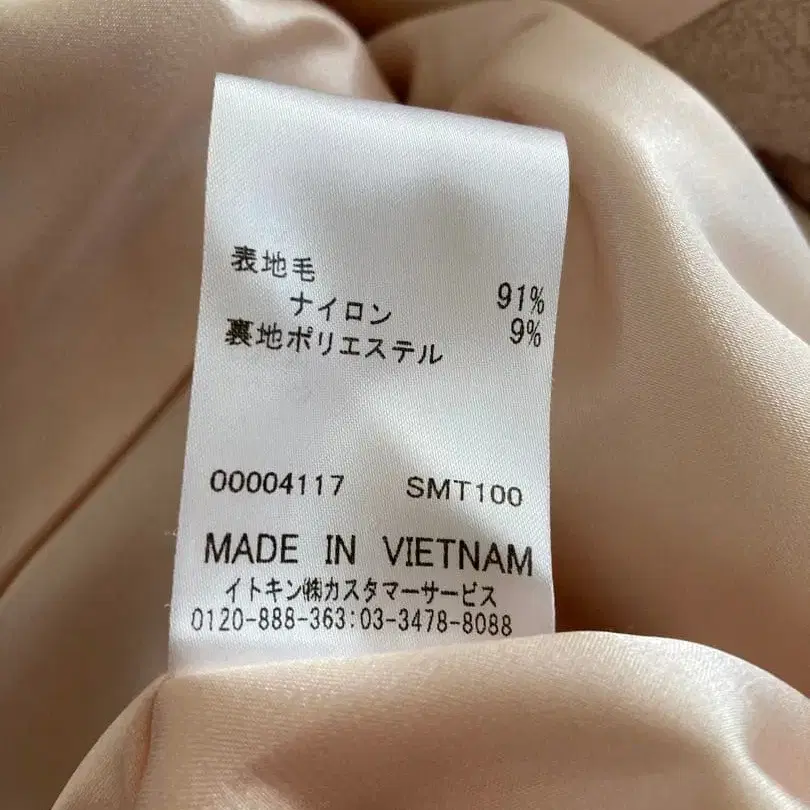 表地毛 91%
ナイロン 9%
裏地ポリエステル
00004117 SMT100
MADE IN VIETNAM
イトキン㈱カスタマーサービス
0120-888-363:03-3478-8088